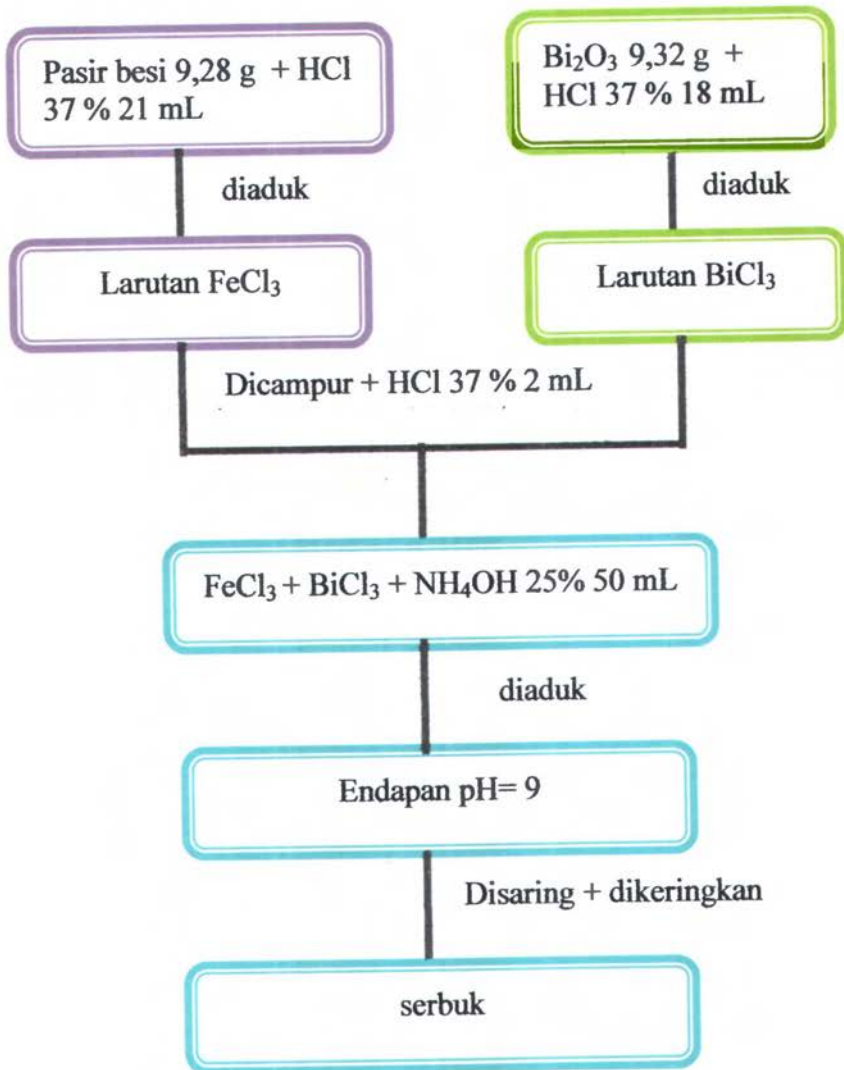 Pasir besi 9,28 g + HCl
37 % 21 mL
Bi₂O₃ 9,32 g +
HCl 37 % 18 mL
diaduk
diaduk
Larutan FeCl₃
Larutan BiCl₃
Dicampur + HCl 37 % 2 mL
FeCl₃ + BiCl₃ + NH₄OH 25% 50 mL
diaduk
Endapan pH= 9
Disaring + dikeringkan
serbuk